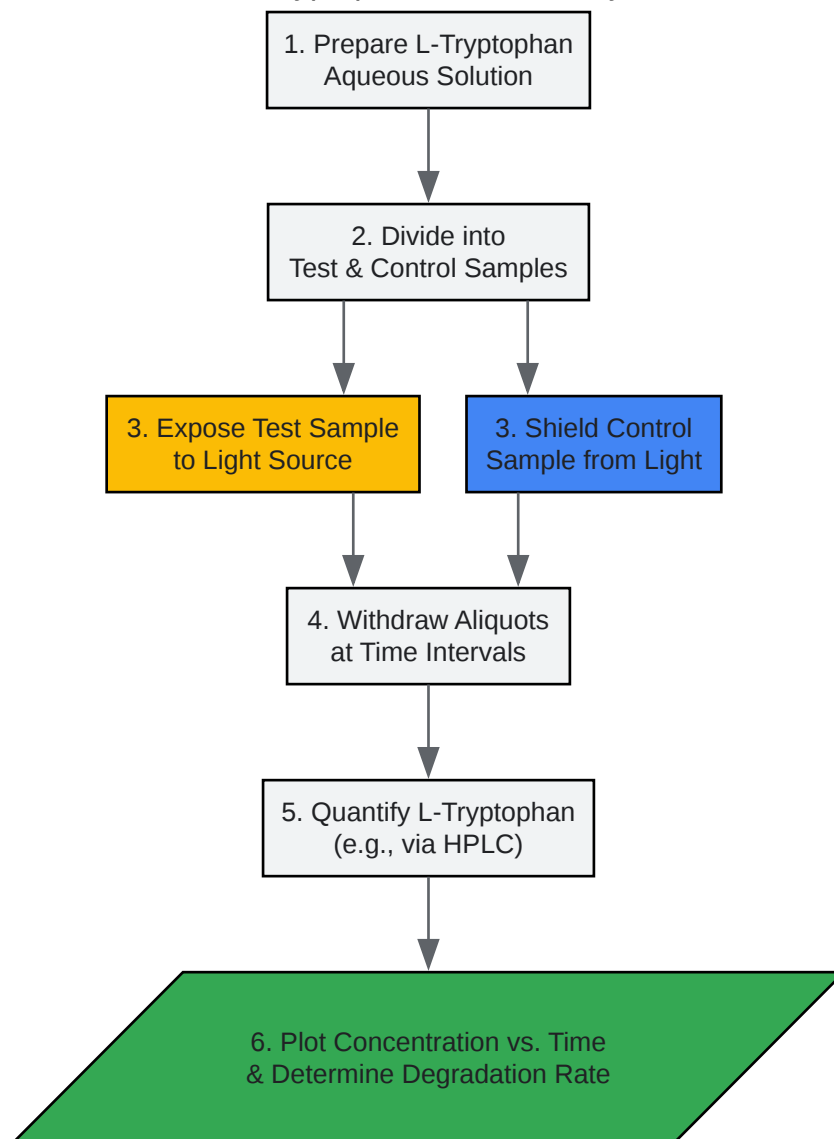 1. Prepare L-Tryptophan
Aqueous Solution
2. Divide into
Test & Control Samples
3. Expose Test Sample
to Light Source
3. Shield Control
Sample from Light
4. Withdraw Aliquots
at Time Intervals
5. Quantify L-Tryptophan
(e.g., via HPLC)
6. Plot Concentration vs. Time
& Determine Degradation Rate